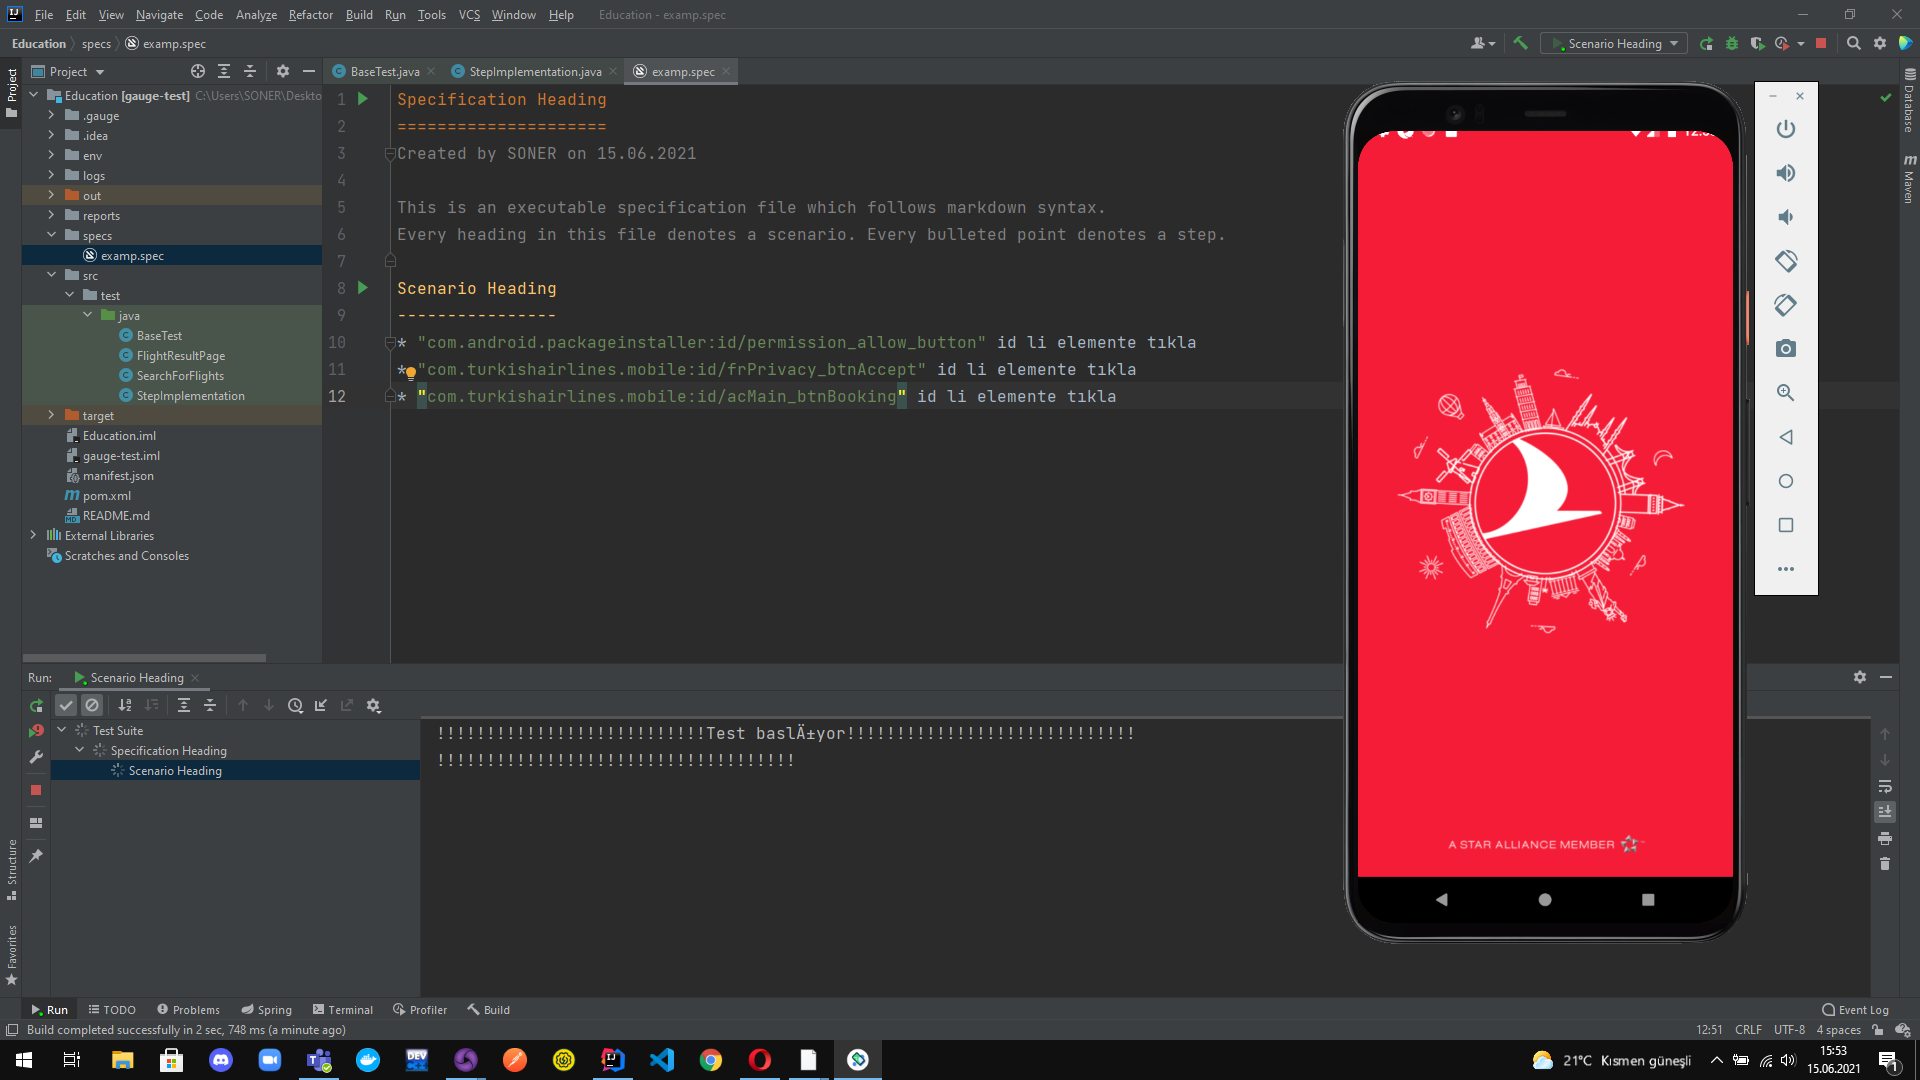 File Edit View Navigate Code Analyze Refactor Build Run Tools VCS Window Help Education - examp.spec
Education specs examp.spec
Scenario Heading
Project
BaseTest.java StepImplementation.java examp.spec
Project
Education [gauge-test] C:\Users\SONER\Deskto
.gauge
.idea
env
logs
out
reports
specs
examp.spec
src
test
java
BaseTest
FlightResultPage
SearchForFlights
StepImplementation
target
Education.iml
gauge-test.iml
manifest.json
pom.xml
README.md
External Libraries
Scratches and Consoles
1 Specification Heading
2 =====================
3 Created by SONER on 15.06.2021
4
5 This is an executable specification file which follows markdown syntax.
6 Every heading in this file denotes a scenario. Every bulleted point denotes a step.
7
8 Scenario Heading
9 ----------------
10 * "com.android.packageinstaller:id/permission_allow_button" id li elemente tıkla
11 * "com.turkishairlines.mobile:id/frPrivacy_btnAccept" id li elemente tıkla
12 * "com.turkishairlines.mobile:id/acMain_btnBooking" id li elemente tıkla
A STAR ALLIANCE MEMBER
Database
Maven
Run: Scenario Heading
Test Suite
Specification Heading
Scenario Heading
!!!!!!!!!!!!!!!!!!!!!!!!!!!Test baslÄ±yor!!!!!!!!!!!!!!!!!!!!!!!!!!!!!
!!!!!!!!!!!!!!!!!!!!!!!!!!!!!!!!!!!!
Structure
Favorites
Run TODO Problems Spring Terminal Profiler Build Event Log
Build completed successfully in 2 sec, 748 ms (a minute ago) 12:51 CRLF UTF-8 4 spaces
21°C Kısmen güneşli
15:53
15.06.2021
1